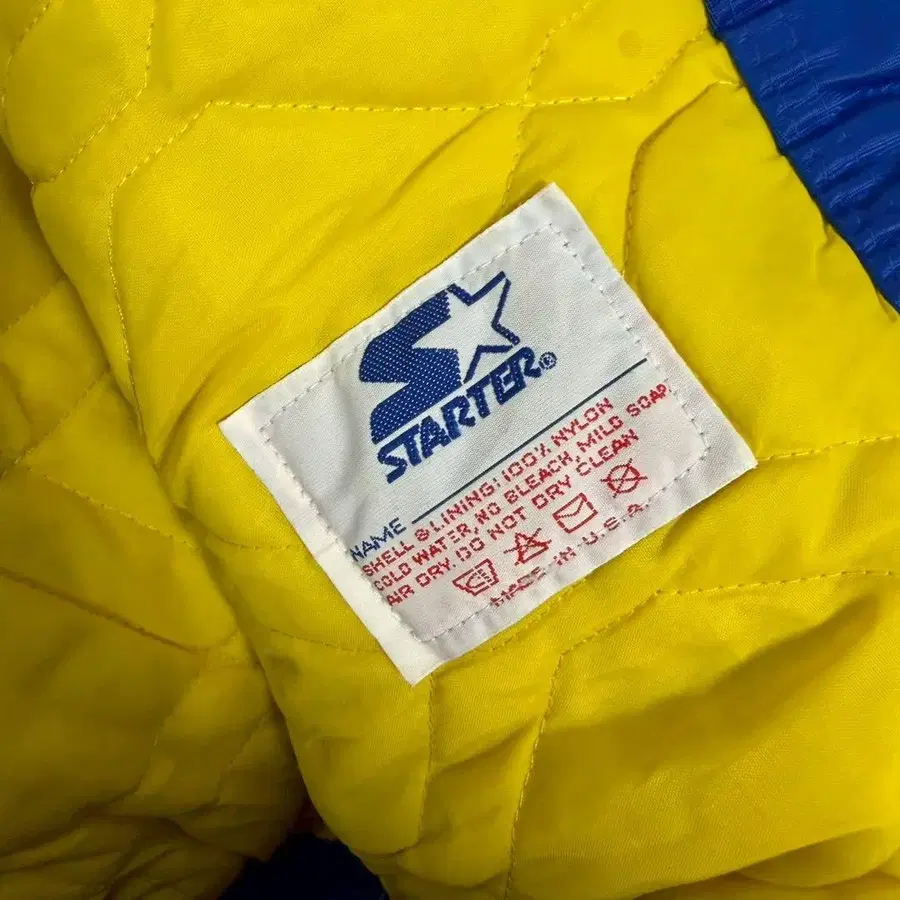 STARTER®
NAME
SHELL & LINING: 100% NYLON
COLD WATER, NO BLEACH, MILD SOAP,
AIR DRY. DO NOT DRY CLEAN
MADE IN U.S.A.